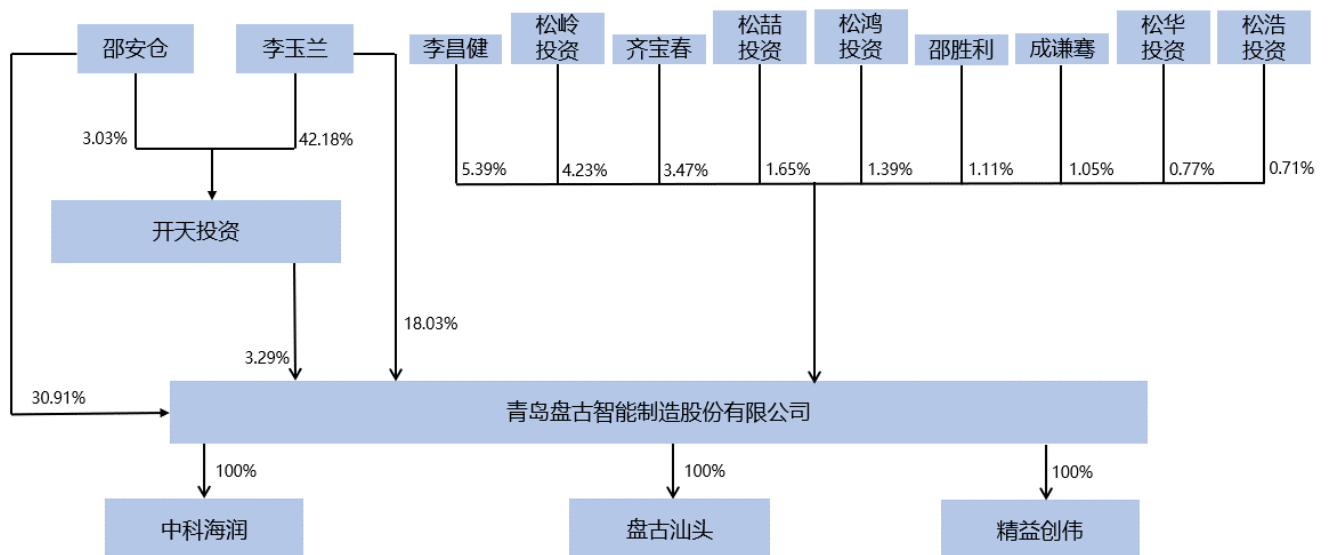 邵安仓
李玉兰
李昌健
松岭
投资
齐宝春
松喆
投资
松鸿
投资
邵胜利
成谦骞
松华
投资
松浩
投资
3.03%
42.18%
5.39%
4.23%
3.47%
1.65%
1.39%
1.11%
1.05%
0.77%
0.71%
开天投资
18.03%
3.29%
30.91%
青岛盘古智能制造股份有限公司
100%
100%
100%
中科海润
盘古汕头
精益创伟